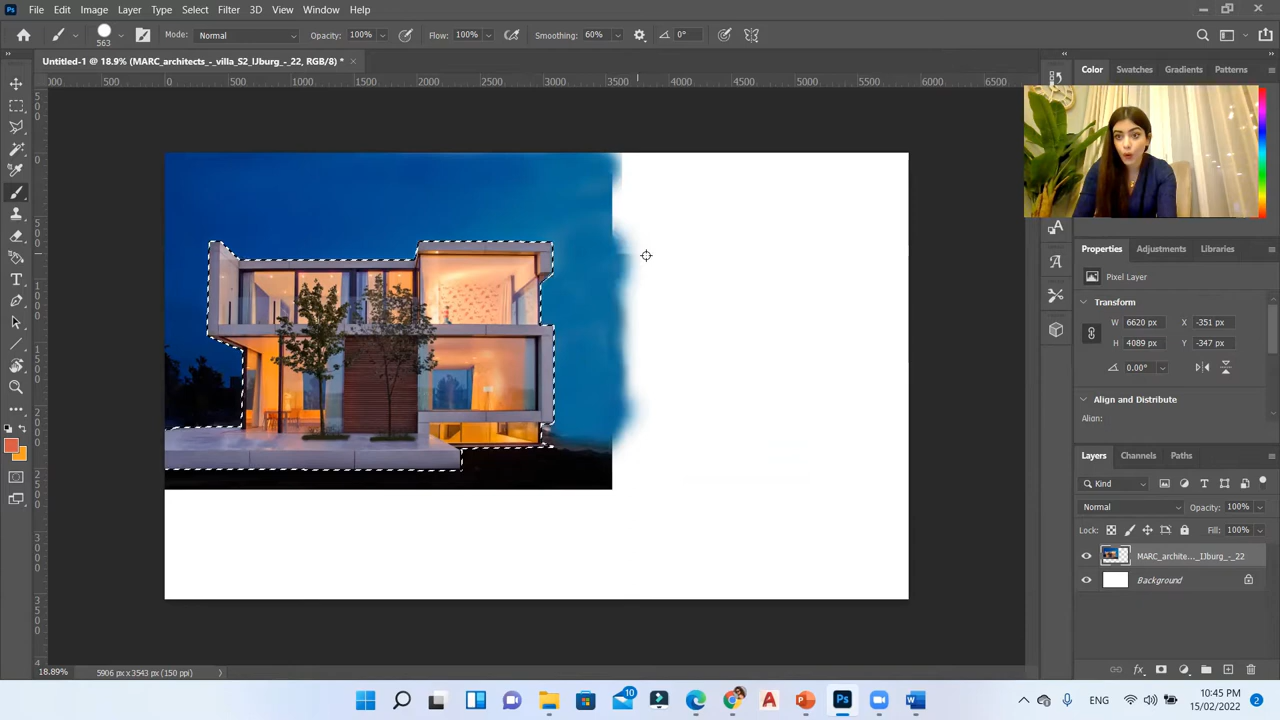 Ps File Edit Image Layer Type Select Filter 3D View Window Help
563 Mode: Normal Opacity: 100% Flow: 100% Smoothing: 60% 0°
Untitled-1 @ 18.9% (MARC_architects_-_villa_S2_IJburg_-_22, RGB/8) *
0 500 1000 1500 2000 2500 3000 3500 4000 5000 6000 6500
Color Swatches Gradients Patterns
Properties Adjustments Libraries
Pixel Layer
Transform
W 6620 px X -351 px
H 4089 px Y -347 px
0.00°
Align and Distribute
Align:
Layers Channels Paths
Kind
Normal Opacity: 100%
Lock: Fill: 100%
MARC_archite..._IJburg_-_22
Background
18.89% 5906 px x 3543 px (150 ppi)
10 ENG 10:45 PM
15/02/2022 2